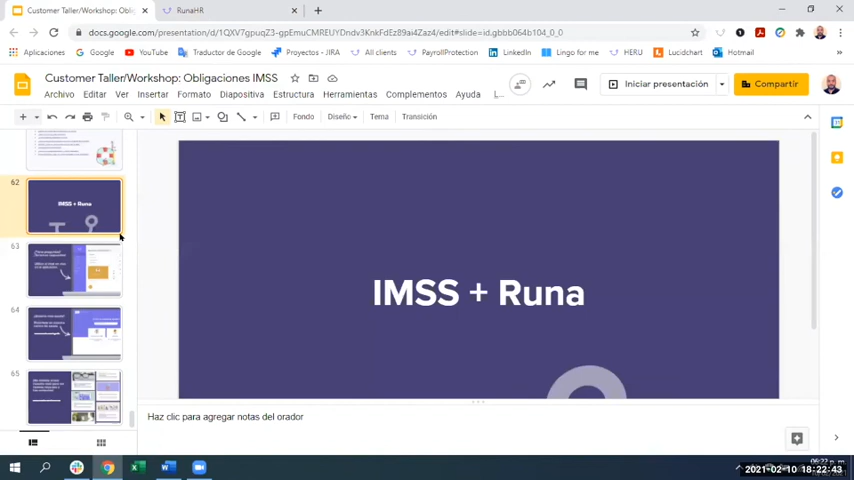 Customer Taller/Workshop: Oblig
RunaHR
docs.google.com/presentation/d/1QXV7gpuqZ3-gpEmuCMREUYDndv3KnkFdEz89ai4Zaz4/edit#slide=id.gbbb064b104_0_0
Aplicaciones
Google
YouTube
Traductor de Google
Proyectos - JIRA
All clients
PayrollProtection
LinkedIn
Lingo for me
HERU
Lucidchart
Hotmail
Customer Taller/Workshop: Obligaciones IMSS
Archivo Editar Ver Insertar Formato Diapositiva Estructura Herramientas Complementos Ayuda L...
Iniciar presentación
Compartir
Fondo Diseño Tema Transición
62
IMSS + Runa
63
64
65
IMSS + Runa
Haz clic para agregar notas del orador
2021-02-10 18:22:43